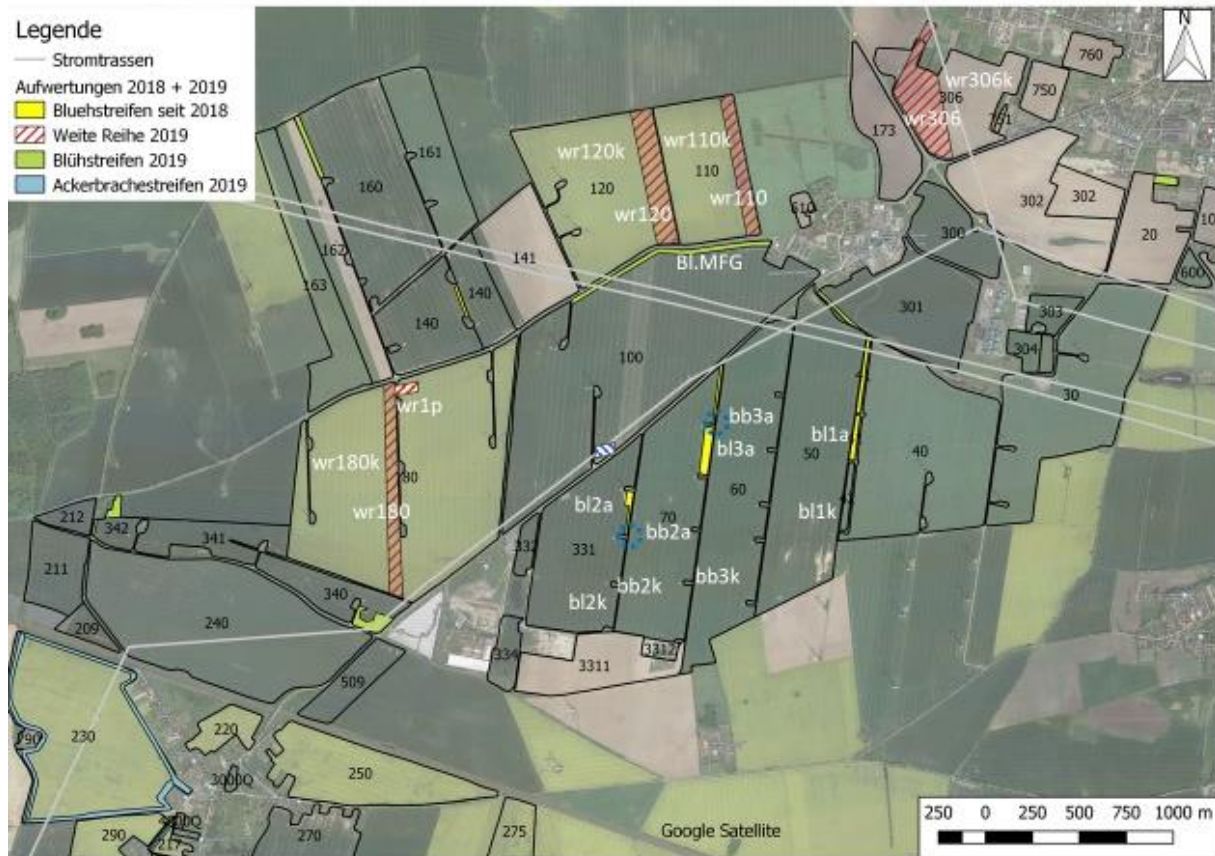 Legende
Stromtrassen
Aufwertungen 2018 + 2019
Bluehstreifen seit 2018
Weite Reihe 2019
Blühstreifen 2019
Ackerbrachestreifen 2019
N
760
wr306k
306
750
wr306
173
161
wr120k
wr110k
160
120
110
302
302
20
wr120
wr110
610
300
600
162
141
Bl.MFG
163
140
140
301
303
304
100
30
wr1p
bb3a
bl1a
bl3a
wr180k
50
40
80
60
bl2a
70
wr180
bl1k
212
342
bb2a
341
332
331
211
bb2k
bb3k
340
bl2k
240
209
334
3311
3312
509
230
220
250
290
270
275
Google Satellite
250 0 250 500 750 1000 m